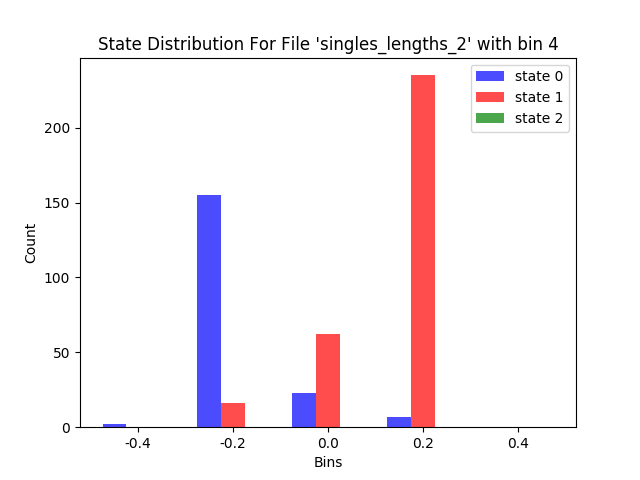 State Distribution For File 'singles_lengths_2' with bin 4
state 0
state 1
state 2
200
150
100
50
0
Count
-0.4 -0.2 0.0 0.2 0.4
Bins